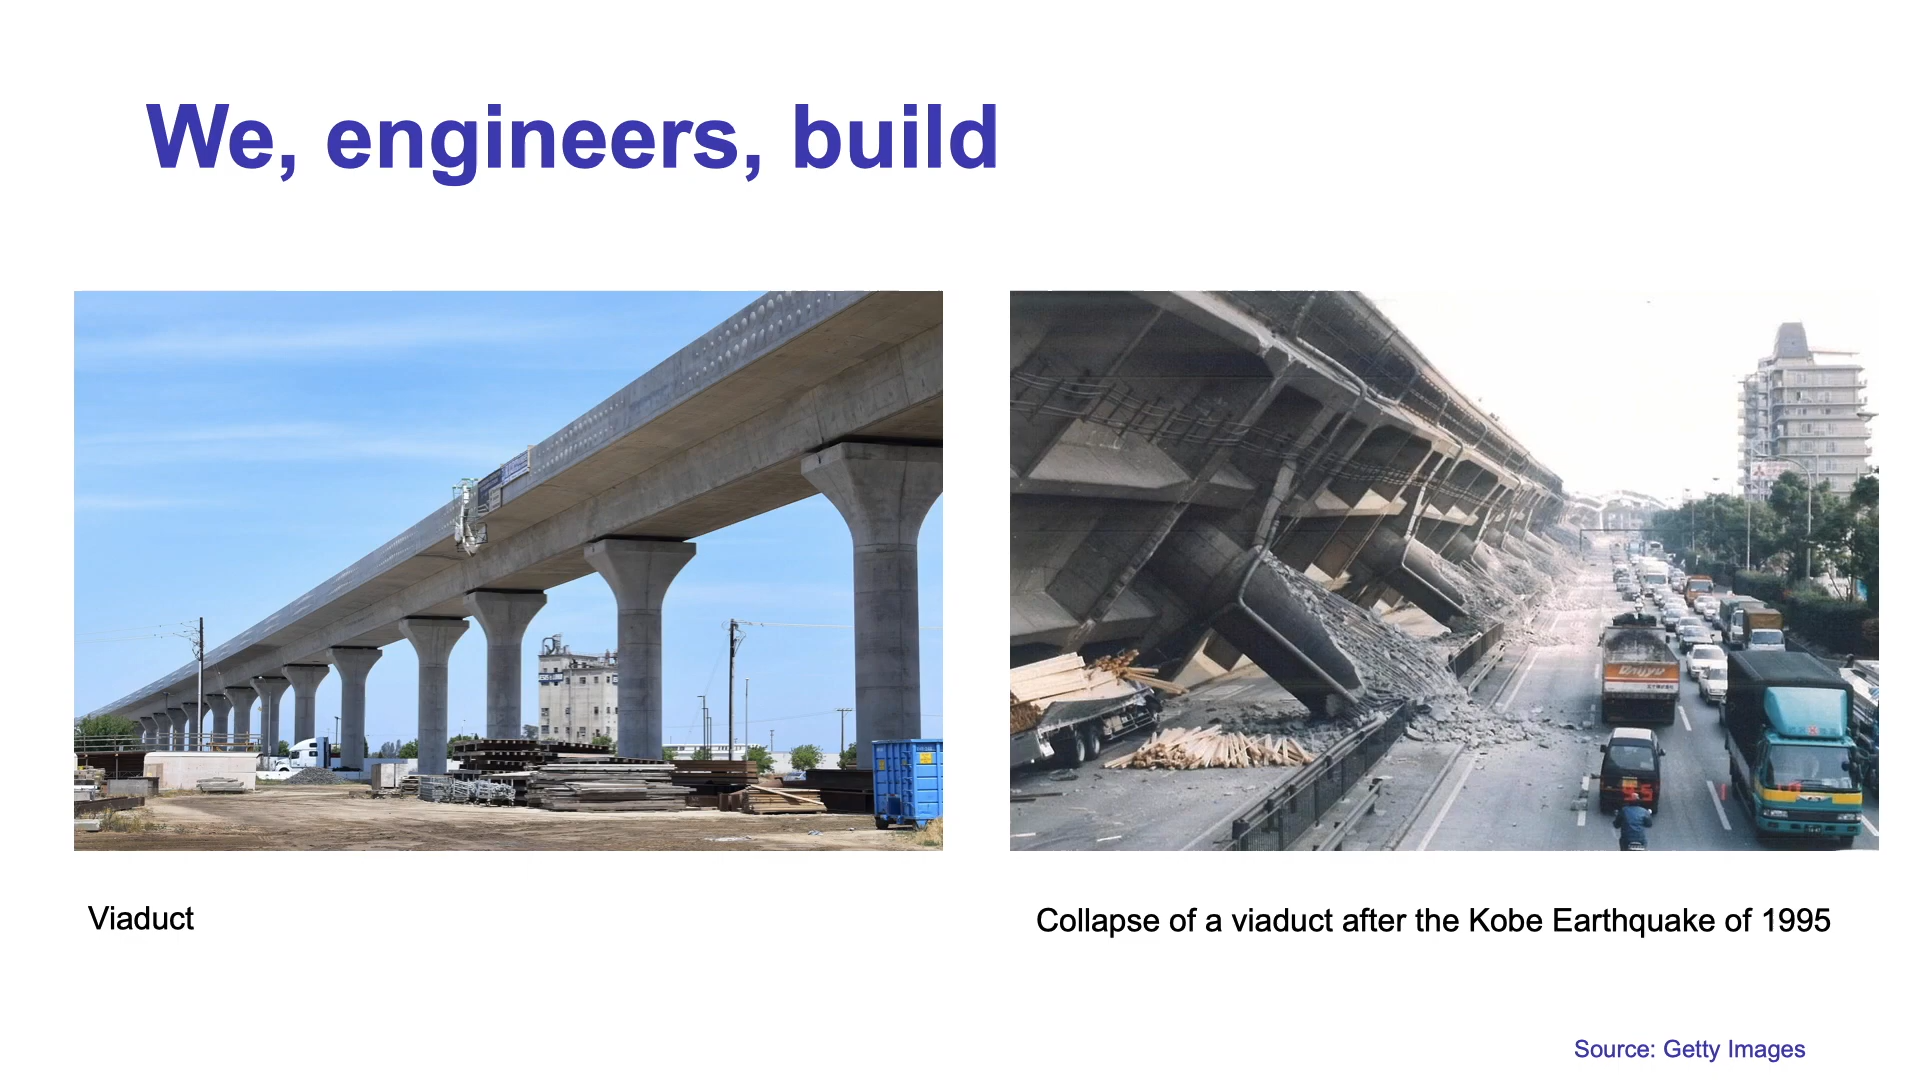 We, engineers, build
Viaduct
Collapse of a viaduct after the Kobe Earthquake of 1995
Source: Getty Images